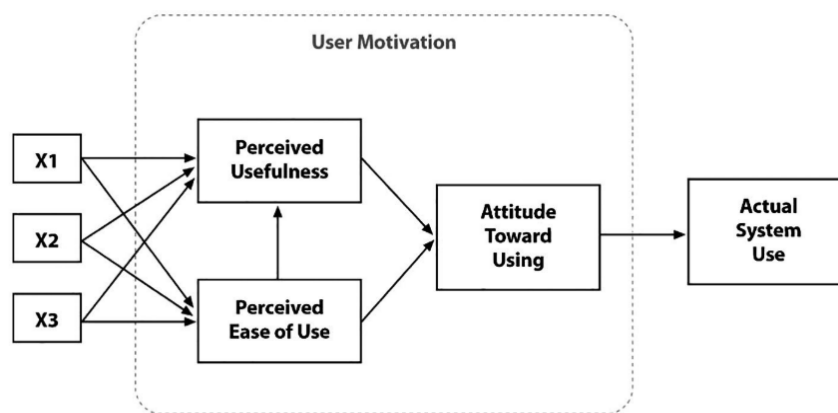 User Motivation
X1
X2
X3
Perceived
Usefulness
Perceived
Ease of Use
Attitude
Toward
Using
Actual
System
Use